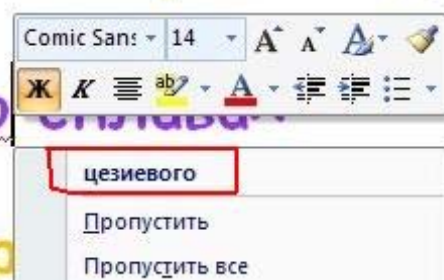 Comic Sans 14
Ж К
сплава
цезиевого
Пропустить
Пропустить все